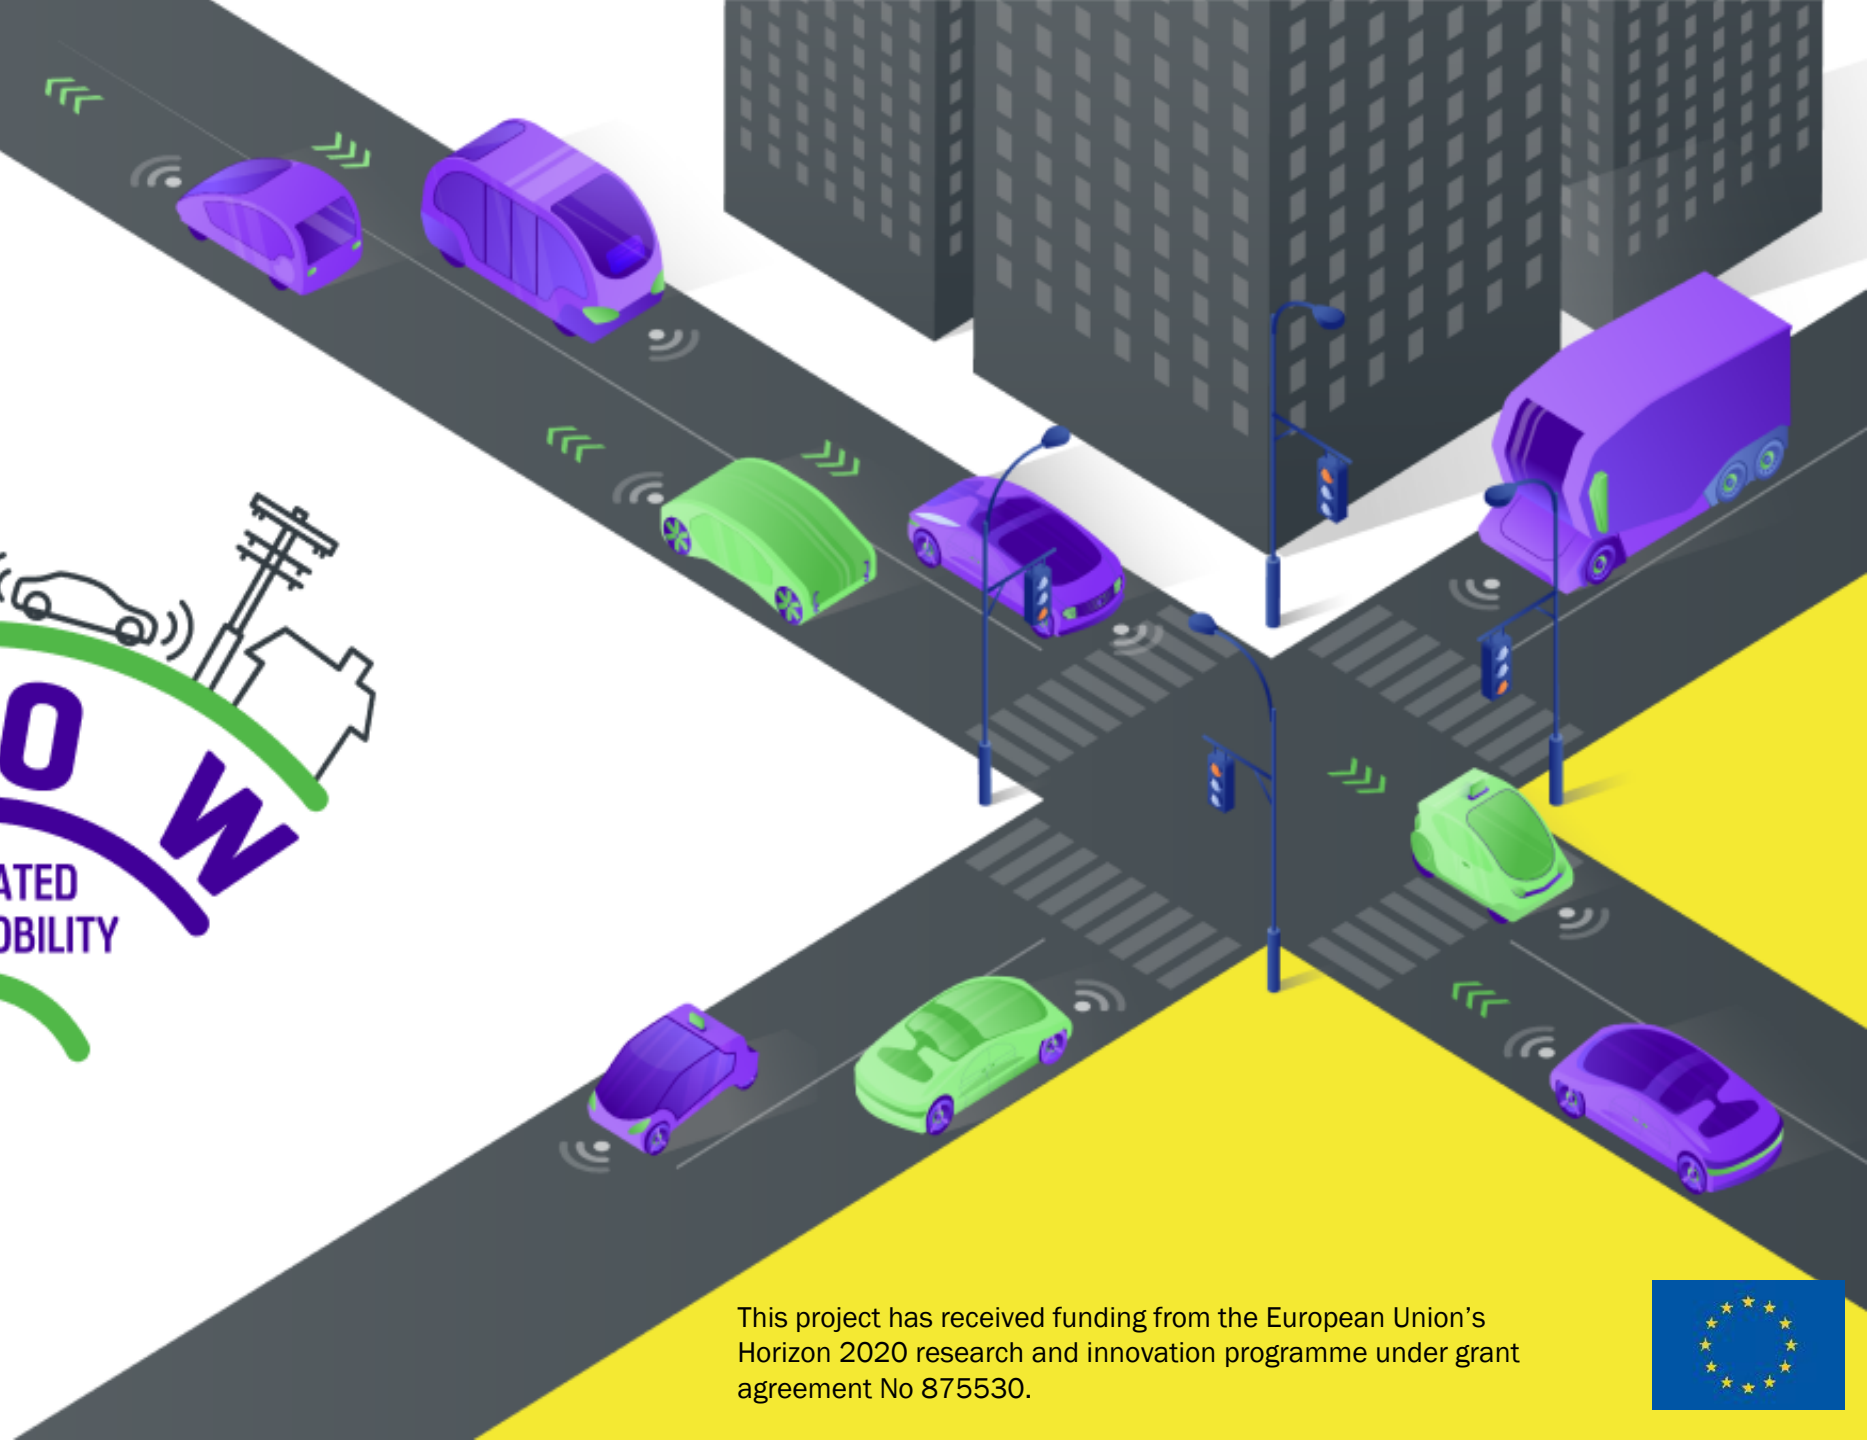 O W
ATED
OBILITY
This project has received funding from the European Union's
Horizon 2020 research and innovation programme under grant
agreement No 875530.